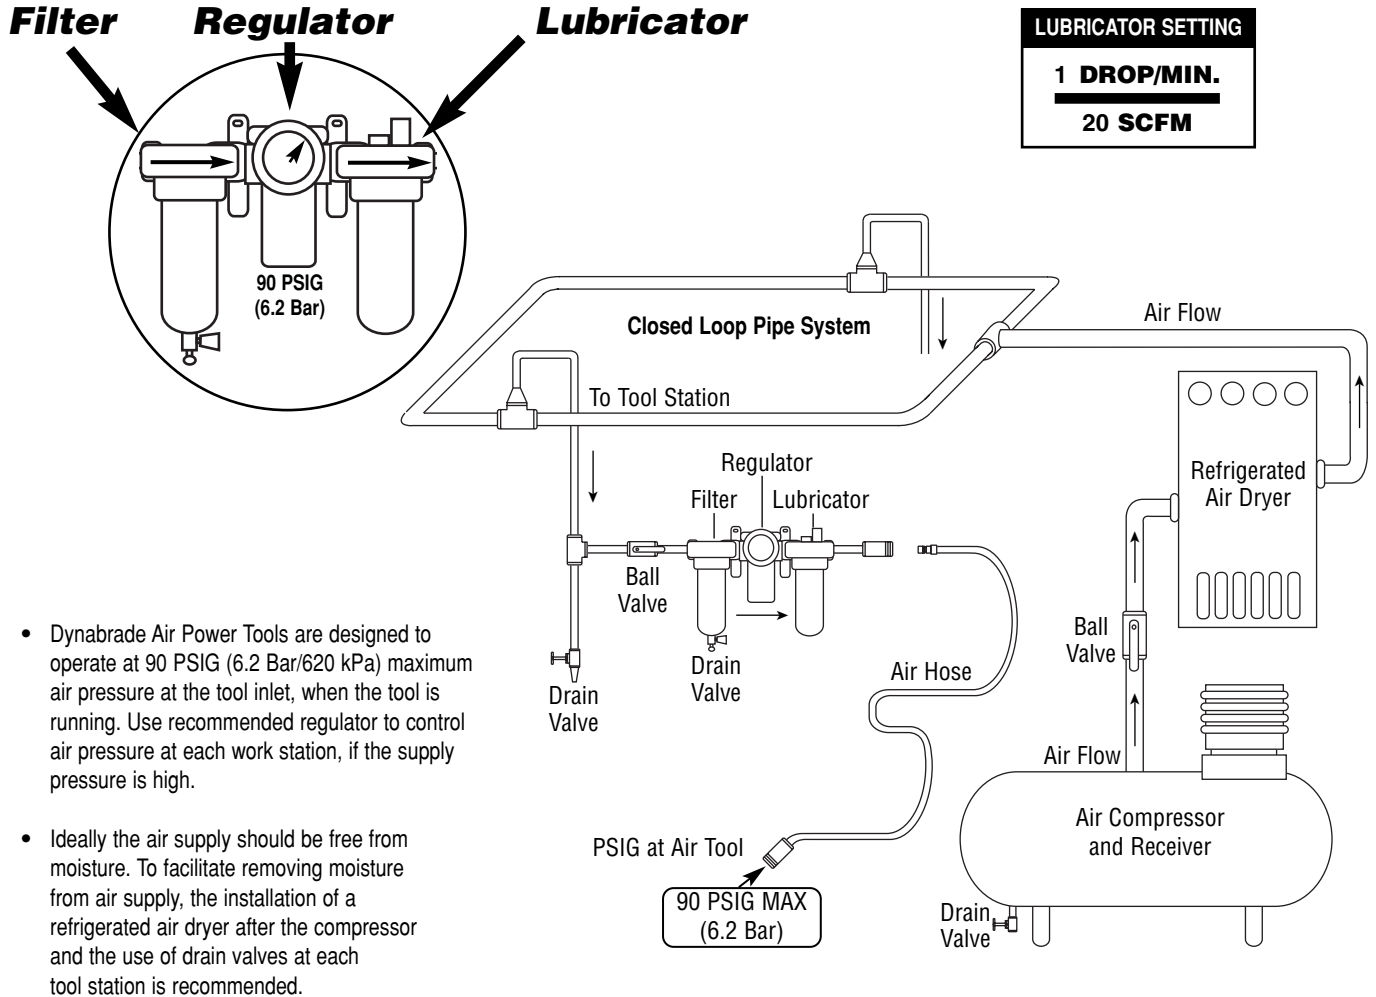 Filter
Regulator
Lubricator
LUBRICATOR SETTING
1 DROP/MIN.
20 SCFM
90 PSIG
(6.2 Bar)
Closed Loop Pipe System
Air Flow
To Tool Station
Refrigerated
Air Dryer
Regulator
Filter
Lubricator
Ball
Valve
Drain
Valve
Drain
Valve
Air Hose
Ball
Valve
Air Flow
Air Compressor
and Receiver
Drain
Valve
PSIG at Air Tool
90 PSIG MAX
(6.2 Bar)
• Dynabrade Air Power Tools are designed to
operate at 90 PSIG (6.2 Bar/620 kPa) maximum
air pressure at the tool inlet, when the tool is
running. Use recommended regulator to control
air pressure at each work station, if the supply
pressure is high.
• Ideally the air supply should be free from
moisture. To facilitate removing moisture
from air supply, the installation of a
refrigerated air dryer after the compressor
and the use of drain valves at each
tool station is recommended.